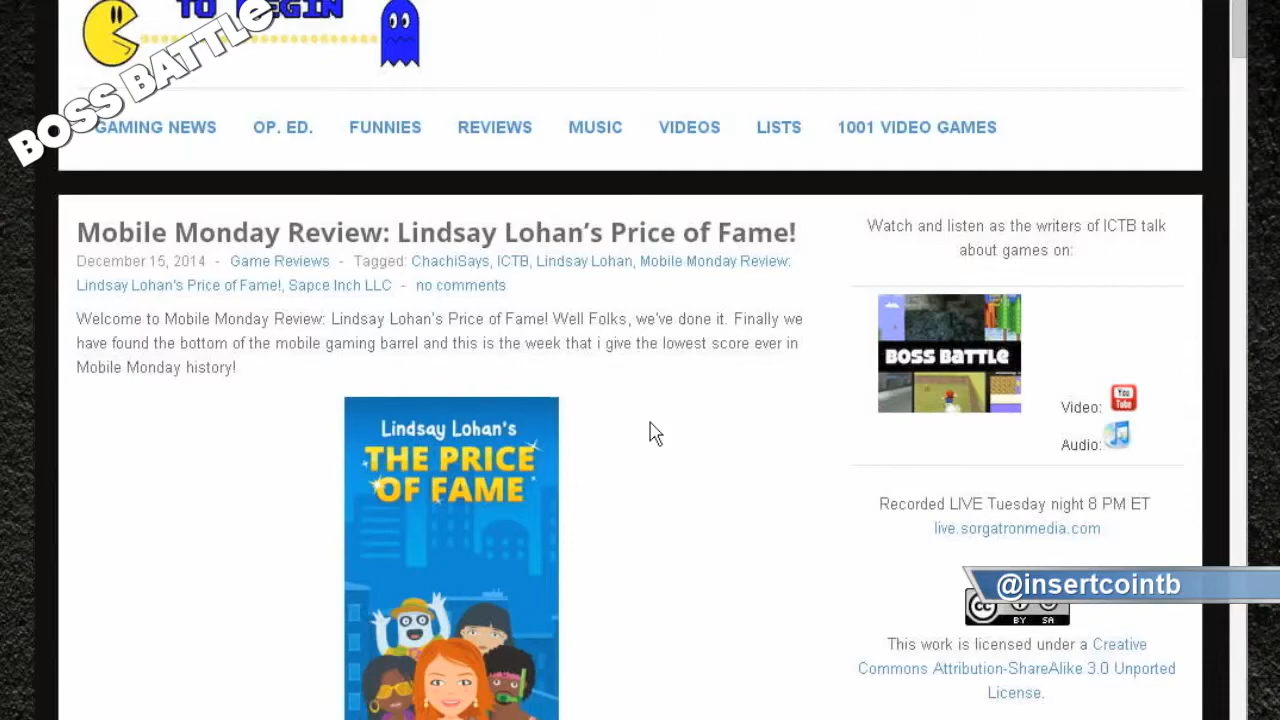 TO BEGIN
BOSS BATTLE
GAMING NEWS OP. ED. FUNNIES REVIEWS MUSIC VIDEOS LISTS 1001 VIDEO GAMES
Mobile Monday Review: Lindsay Lohan's Price of Fame!
December 15, 2014 - Game Reviews - Tagged: ChachiSays, ICTB, Lindsay Lohan, Mobile Monday Review:
Lindsay Lohan's Price of Fame!, Sapce Inch LLC - no comments
Welcome to Mobile Monday Review: Lindsay Lohan's Price of Fame! Well Folks, we've done it. Finally we
have found the bottom of the mobile gaming barrel and this is the week that i give the lowest score ever in
Mobile Monday history!
Lindsay Lohan's
THE PRICE
OF FAME
Watch and listen as the writers of ICTB talk
about games on:
BOSS BATTLE
Video: You Tube
Audio:
Recorded LIVE Tuesday night 8 PM ET
live.sorgatronmedia.com
@insertcointb
cc
BY SA
This work is licensed under a Creative
Commons Attribution-ShareAlike 3.0 Unported
License.